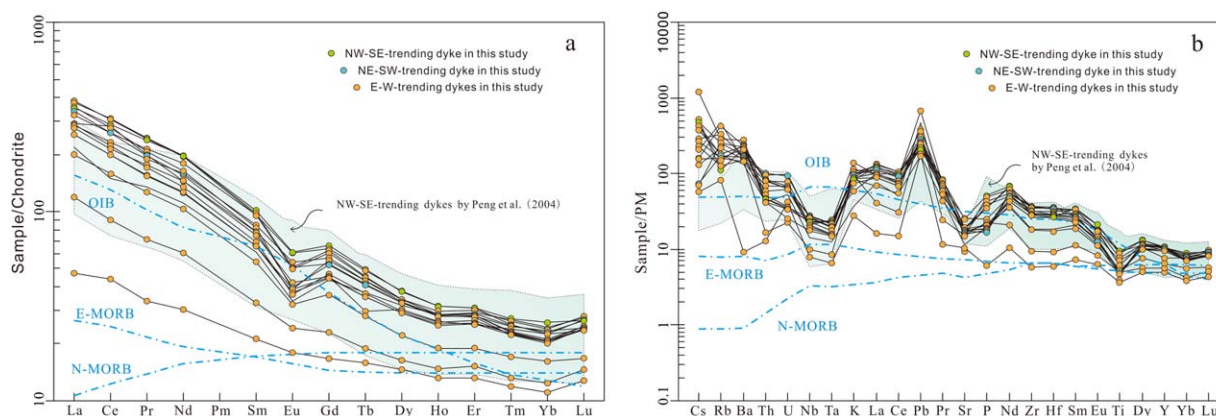 1000
100
10
Sample/Chondrite
a
NW-SE-trending dyke in this study
NE-SW-trending dyke in this study
E-W-trending dykes in this study
NW-SE-trending dykes by Peng et al. (2004)
OIB
E-MORB
N-MORB
La Ce Pr Nd Pm Sm Eu Gd Tb Dy Ho Er Tm Yb Lu
10000
1000
100
10
1
0.1
Sample/PM
b
NW-SE-trending dyke in this study
NE-SW-trending dyke in this study
E-W-trending dykes in this study
NW-SE-trending dykes
by Peng et al. (2004)
OIB
E-MORB
N-MORB
Cs Rb Ba Th U Nb Ta K La Ce Pb Pr Sr P Nd Zr Hf Sm Eu Ti Dy Y Yb Lu